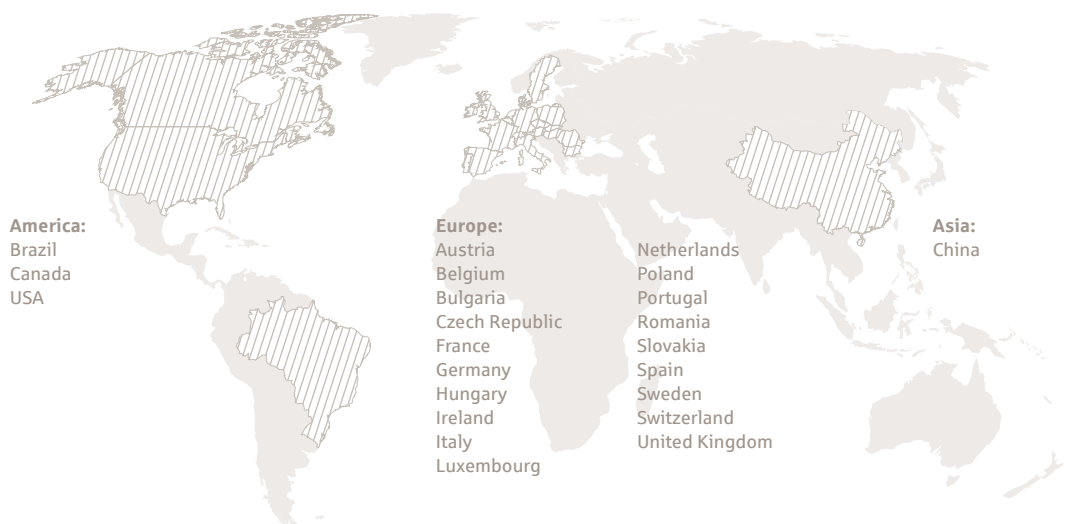 America:
Brazil
Canada
USA
Europe:
Austria
Belgium
Bulgaria
Czech Republic
France
Germany
Hungary
Ireland
Italy
Luxembourg
Netherlands
Poland
Portugal
Romania
Slovakia
Spain
Sweden
Switzerland
United Kingdom
Asia:
China